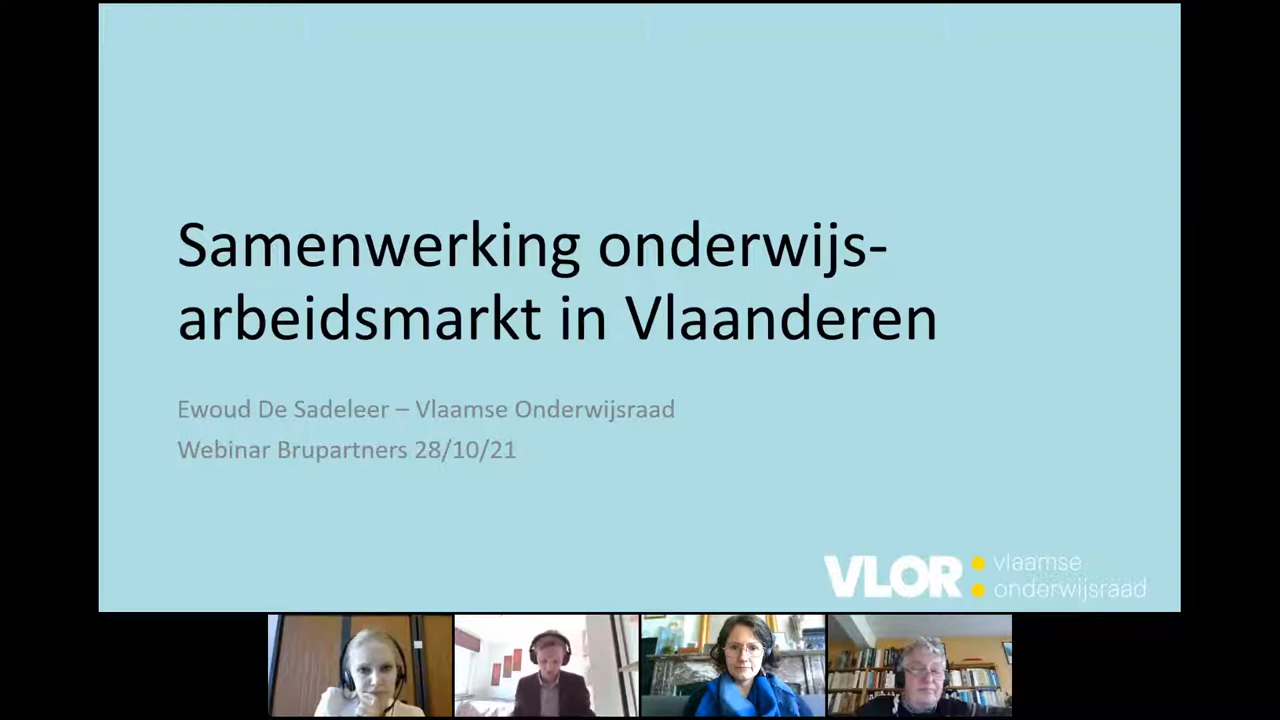 Samenwerking onderwijs-
arbeidsmarkt in Vlaanderen
Ewoud De Sadeleer – Vlaamse Onderwijsraad
Webinar Brupartners 28/10/21
VLOR: vlaamse
onderwijsraad